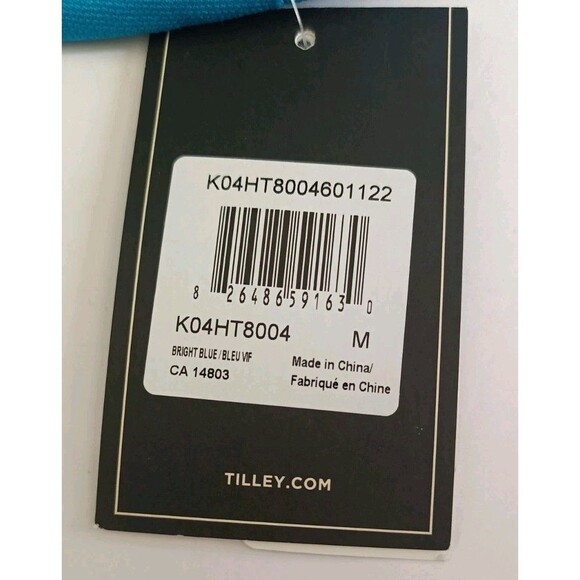 K04HT8004601122
8 26486 59163 0
K04HT8004 M
BRIGHT BLUE / BLEU VIF
CA 14803
Made in China/
Fabriqué en Chine
TILLEY.COM